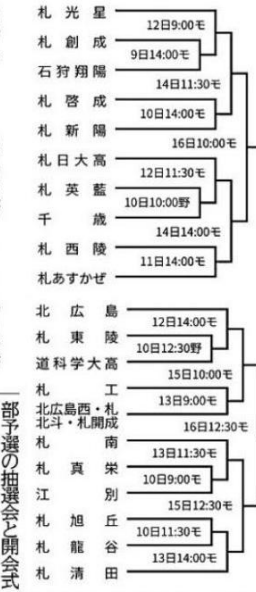 札光星
12日9:00モ
札創成
9日14:00モ
石狩翔陽
14日11:30モ
札啓成
10日14:00モ
札新陽
16日10:00モ
札日大高
12日11:30モ
札英藍
10日10:00野
千歳
14日14:00モ
札西陵
11日14:00モ
札あすかぜ
北広島
12日14:00モ
札東陵
10日12:30野
道科学大高
15日10:00モ
札工
13日9:00モ
北広島西・札
北斗・札開成
16日12:30モ
札南
13日11:30モ
札真栄
10日9:00モ
江別
15日12:30モ
札旭丘
10日11:30モ
札龍谷
13日14:00モ
札清田
部予選の抽選会と開会式